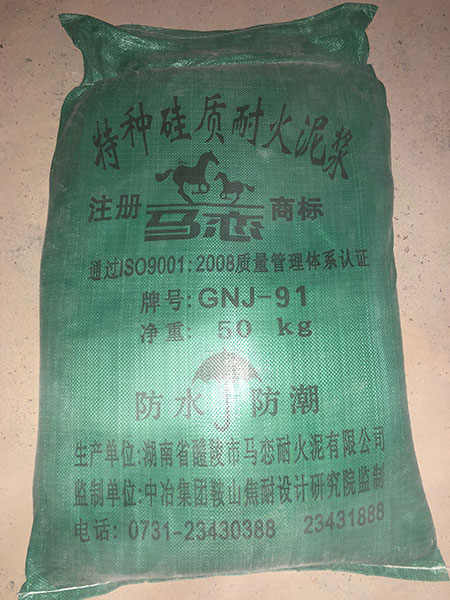 特种硅质耐火泥浆
注册 马恋 商标
通过ISO9001:2008质量管理体系认证
牌号:GNJ-91
净重: 50 kg
防水 防潮
生产单位:湖南省醴陵市马恋耐火泥有限公司
监制单位:中冶集团鞍山焦耐设计研究院监制
电话: 0731-23430388 23431888